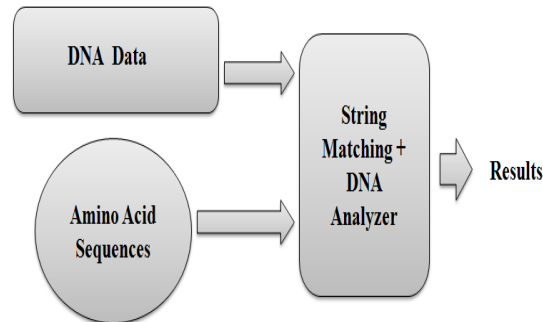 DNA Data
Amino Acid
Sequences
String
Matching +
DNA
Analyzer
Results